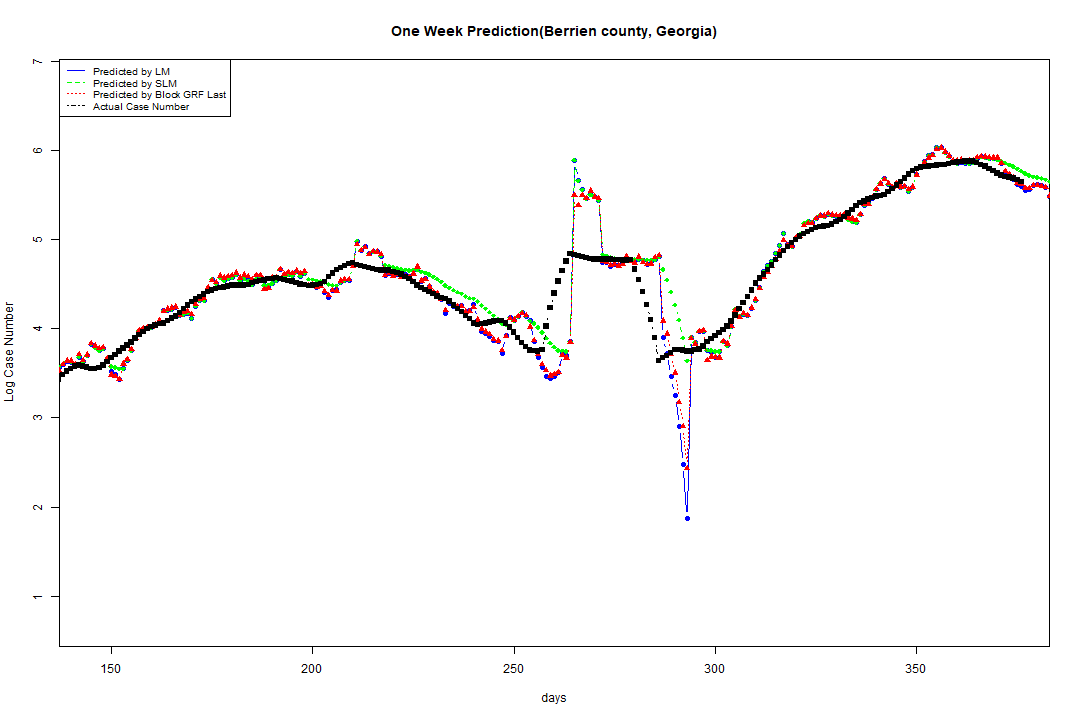 One Week Prediction(Berrien county, Georgia)
Predicted by LM
Predicted by SLM
Predicted by Block GRF Last
Actual Case Number
7
6
5
4
3
2
1
Log Case Number
150 200 250 300 350
days